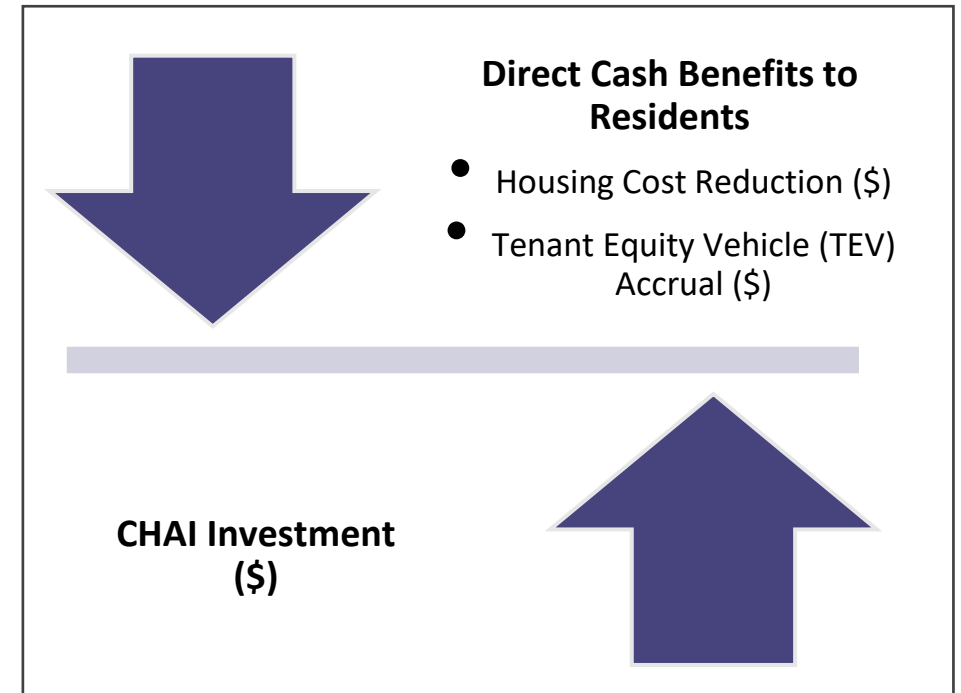 Direct Cash Benefits to
Residents
• Housing Cost Reduction ($)
• Tenant Equity Vehicle (TEV)
Accrual ($)
CHAI Investment
($)